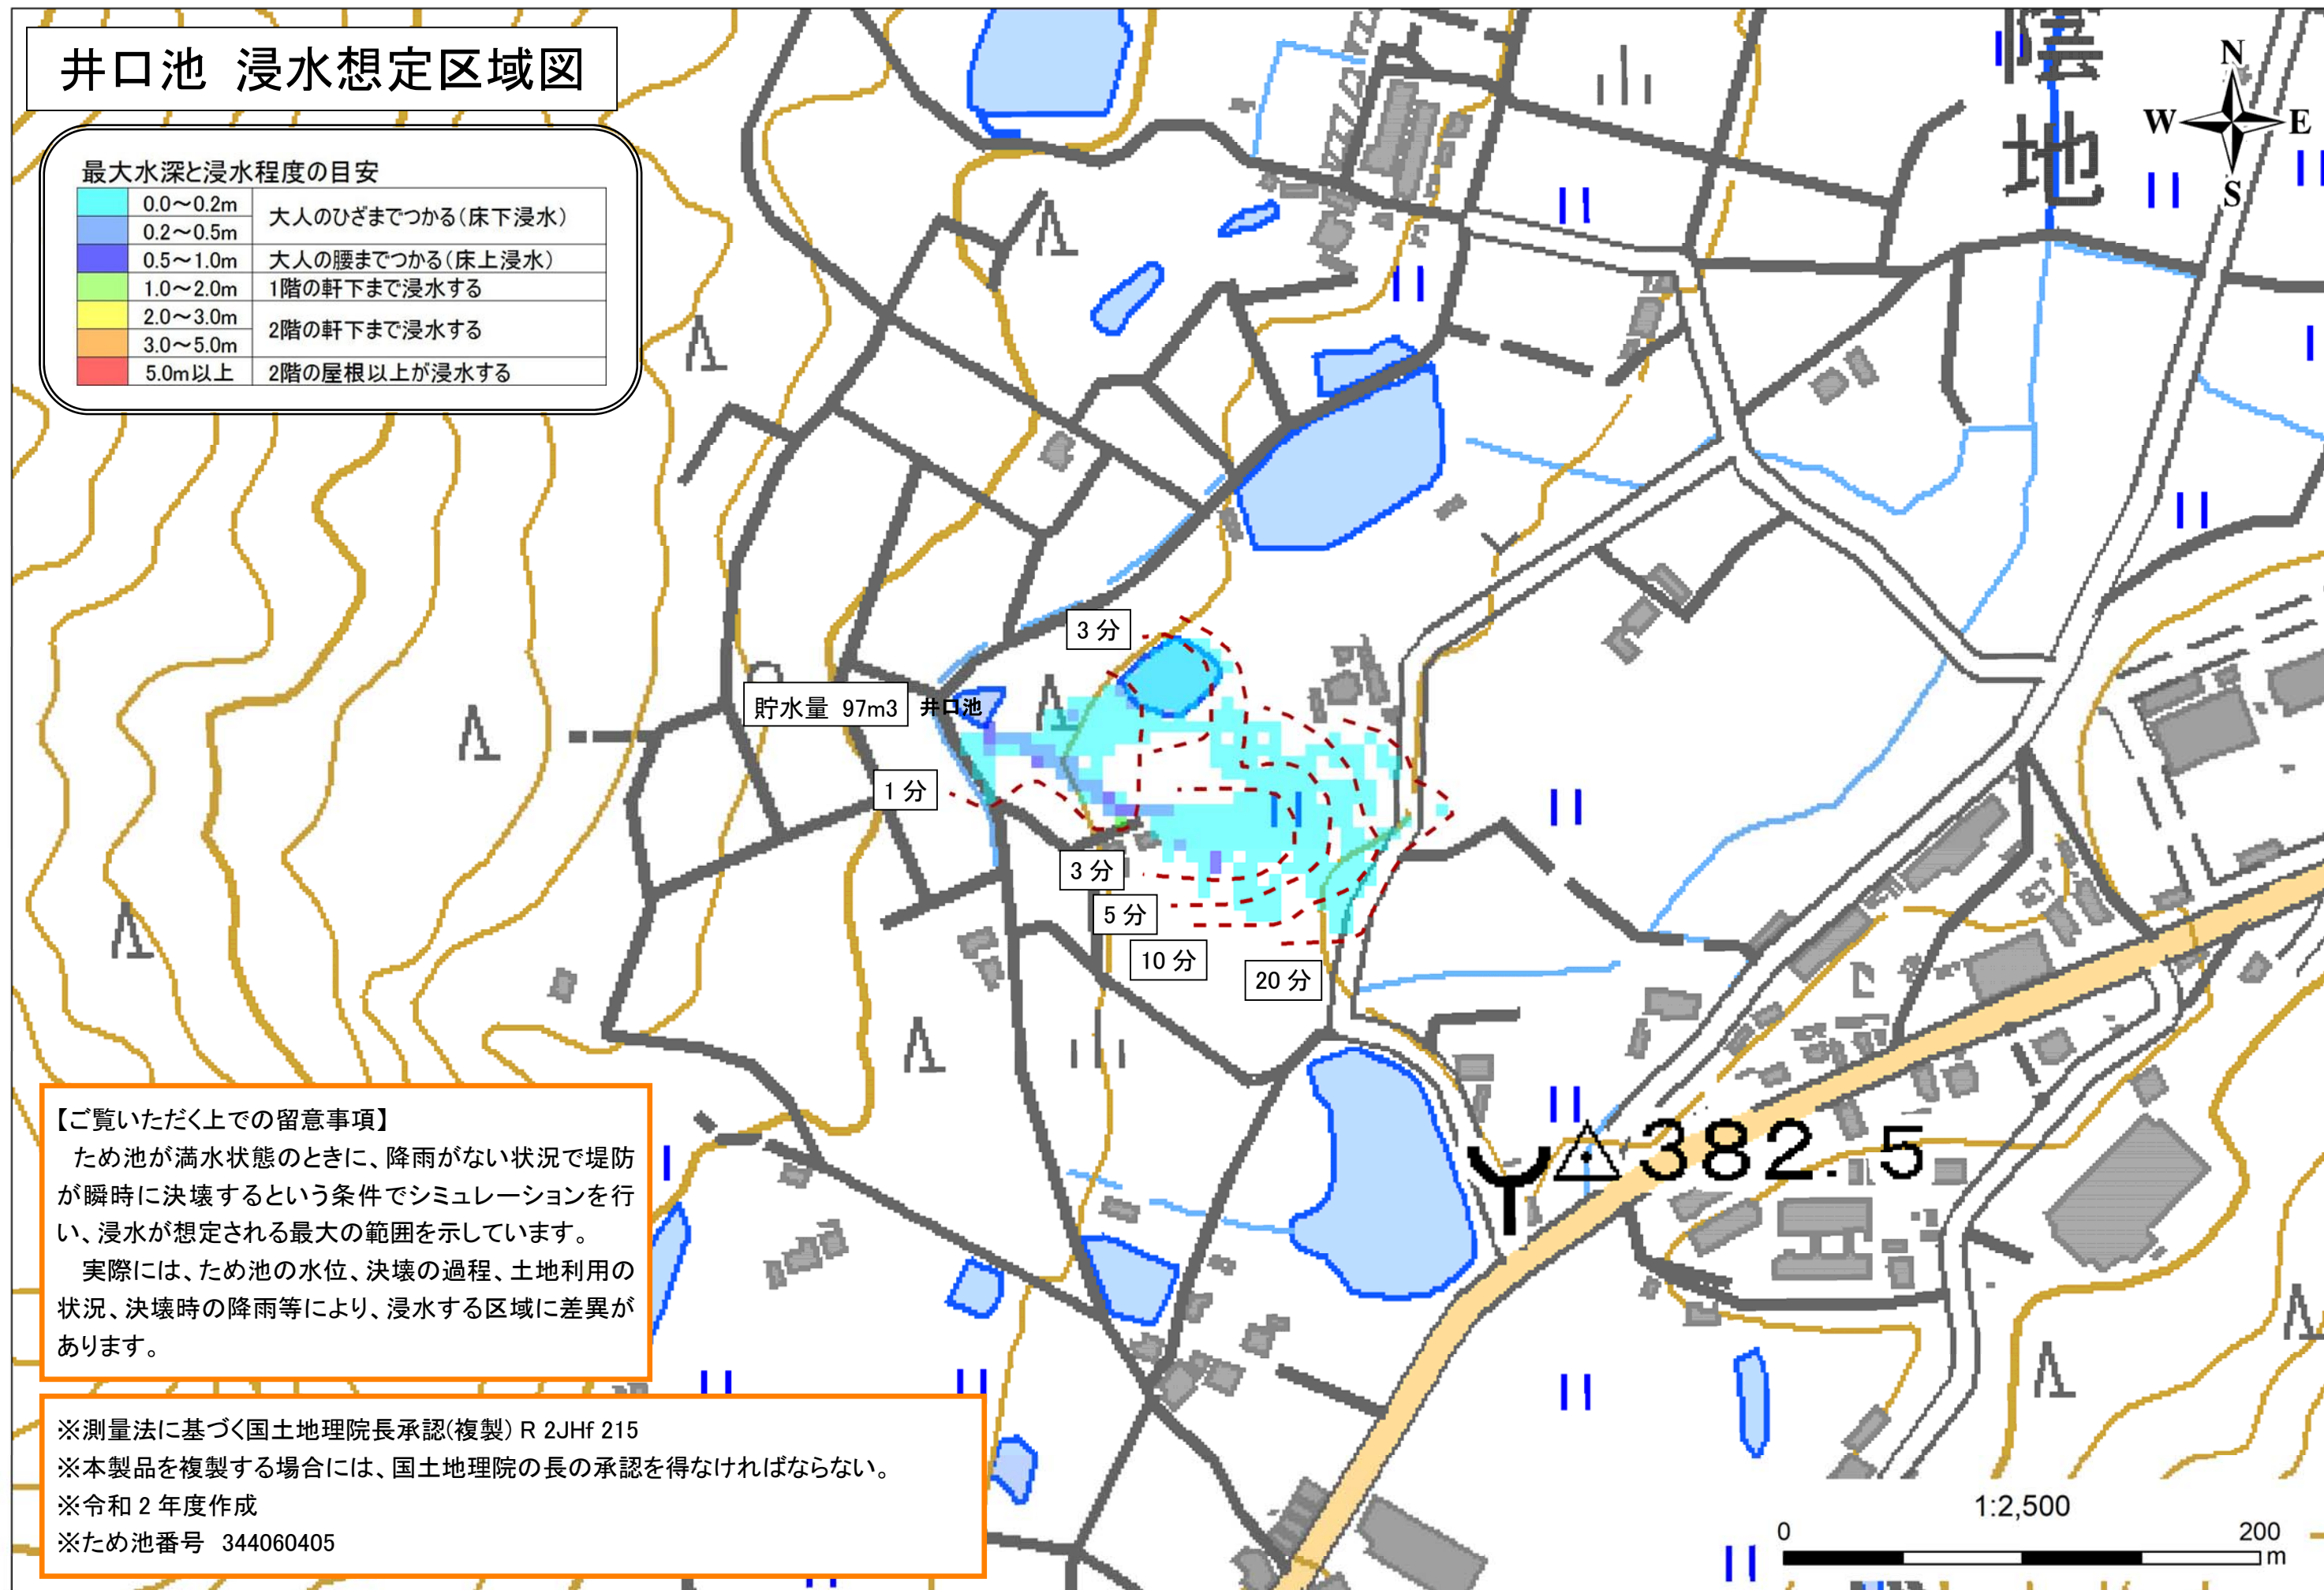 井口池 浸水想定区域図
最大水深と浸水程度の目安
0.0～0.2m
大人のひざまでつかる(床下浸水)
0.2～0.5m
0.5～1.0m 大人の腰までつかる(床上浸水)
1.0～2.0m 1階の軒下まで浸水する
2.0～3.0m
2階の軒下まで浸水する
3.0～5.0m
5.0m以上 2階の屋根以上が浸水する
N
W E
S
陰
地
3 分
貯水量 97m3
井口池
1 分
3 分
5 分
10 分
20 分
382.5
【ご覧いただく上での留意事項】
ため池が満水状態のときに、降雨がない状況で堤防
が瞬時に決壊するという条件でシミュレーションを行
い、浸水が想定される最大の範囲を示しています。
実際には、ため池の水位、決壊の過程、土地利用の
状況、決壊時の降雨等により、浸水する区域に差異が
あります。
※測量法に基づく国土地理院長承認(複製) R 2JHf 215
※本製品を複製する場合には、国土地理院の長の承認を得なければならない。
※令和 2 年度作成
※ため池番号 344060405
1:2,500
0 200
m